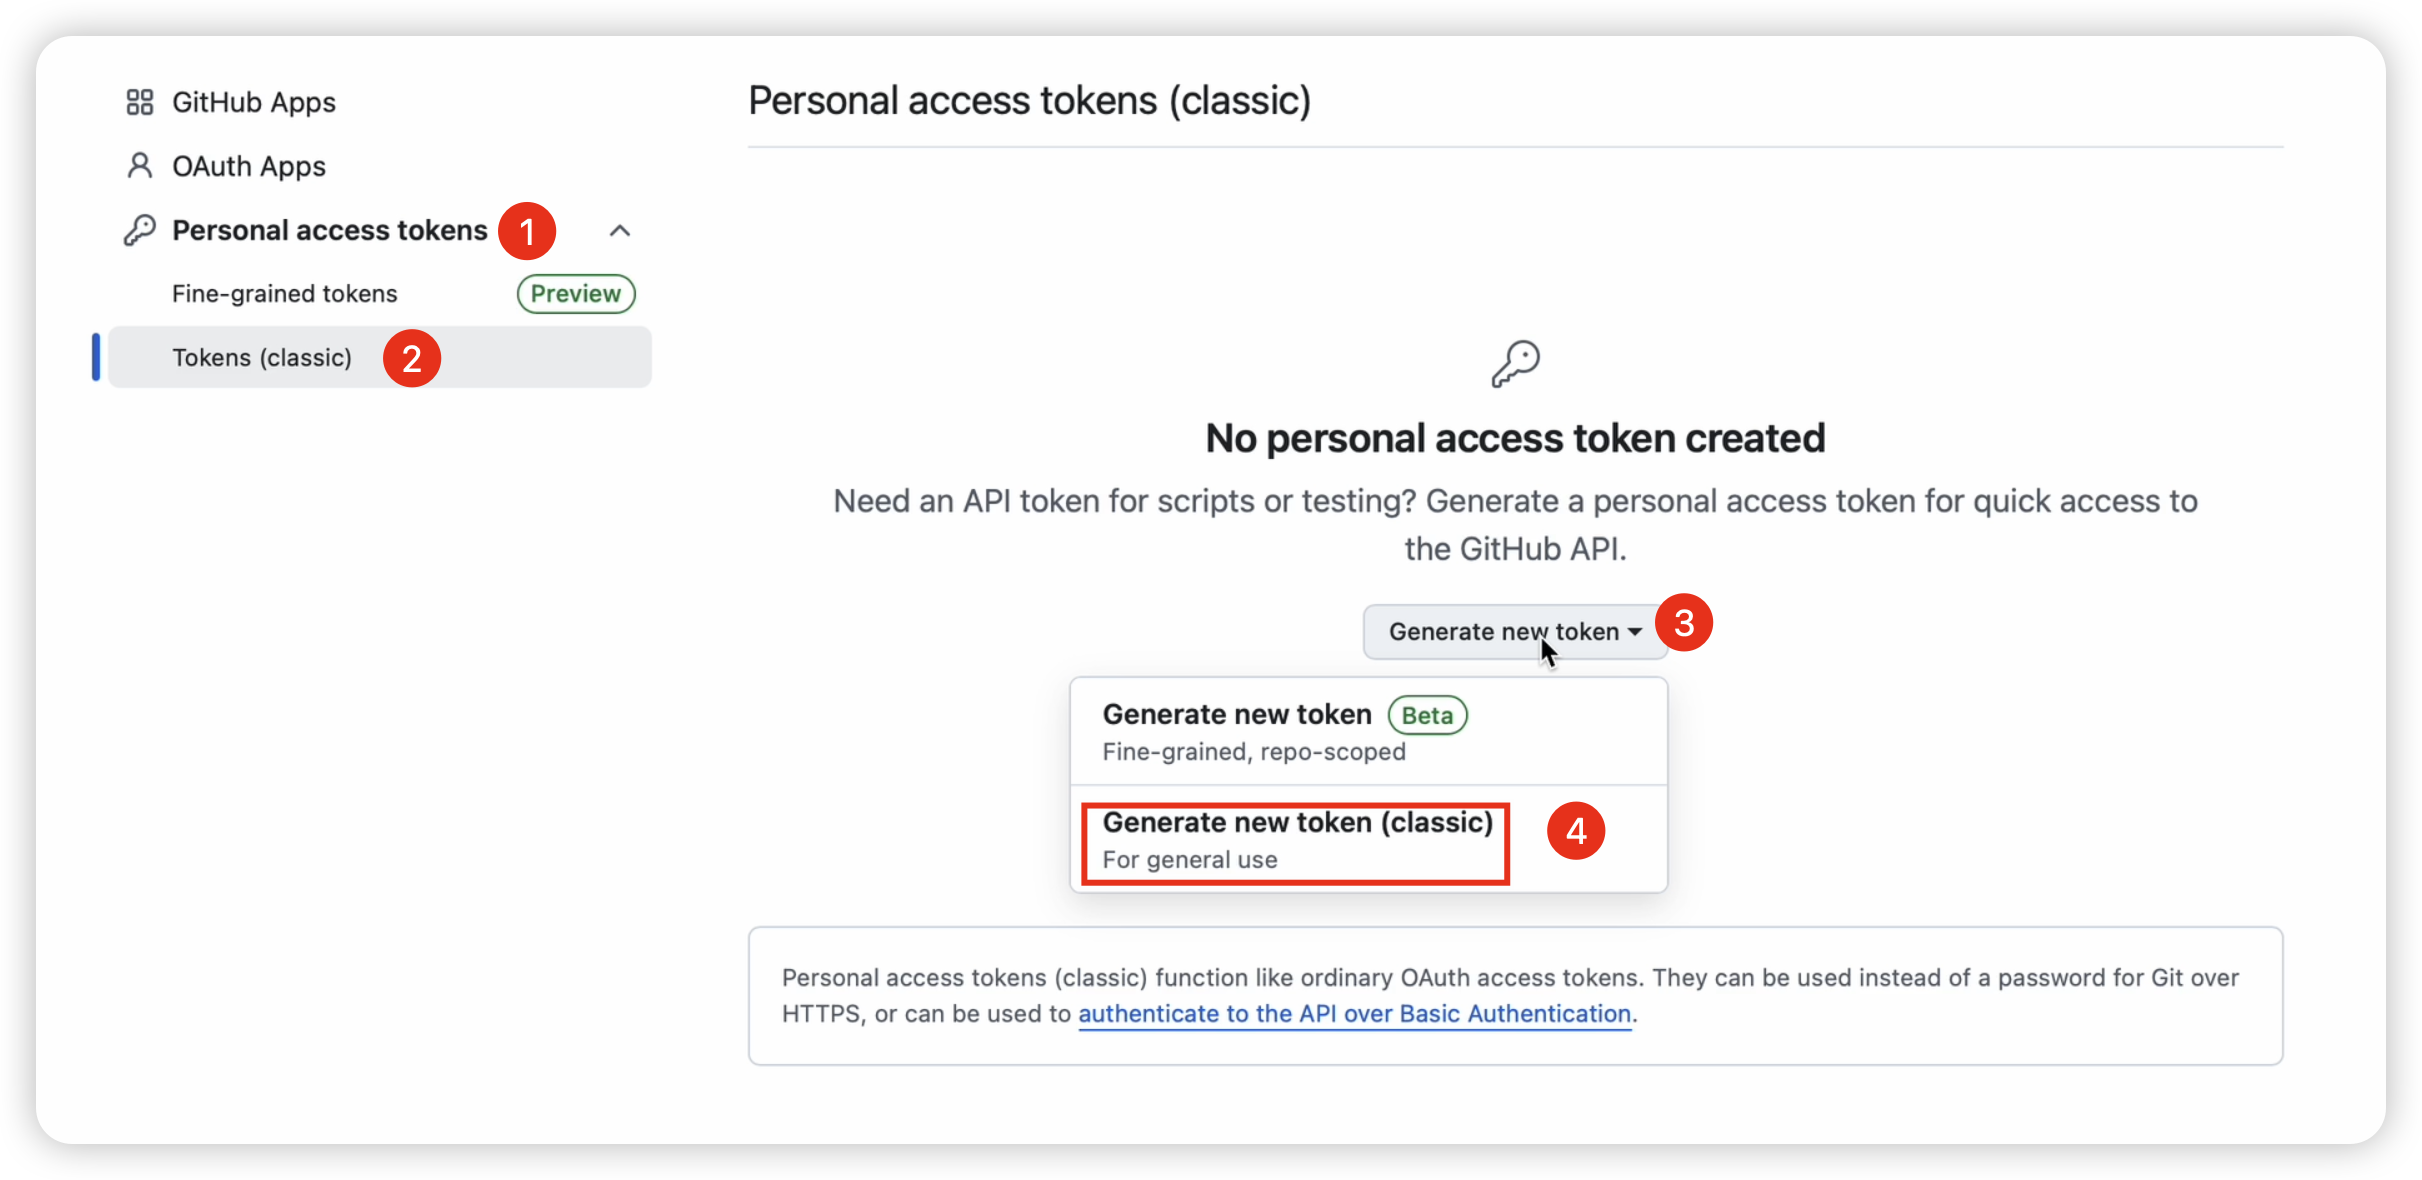 GitHub Apps
OAuth Apps
Personal access tokens 1
Fine-grained tokens Preview
Tokens (classic) 2
Personal access tokens (classic)
No personal access token created
Need an API token for scripts or testing? Generate a personal access token for quick access to
the GitHub API.
Generate new token 3
Generate new token Beta
Fine-grained, repo-scoped
Generate new token (classic) 4
For general use
Personal access tokens (classic) function like ordinary OAuth access tokens. They can be used instead of a password for Git over
HTTPS, or can be used to authenticate to the API over Basic Authentication.